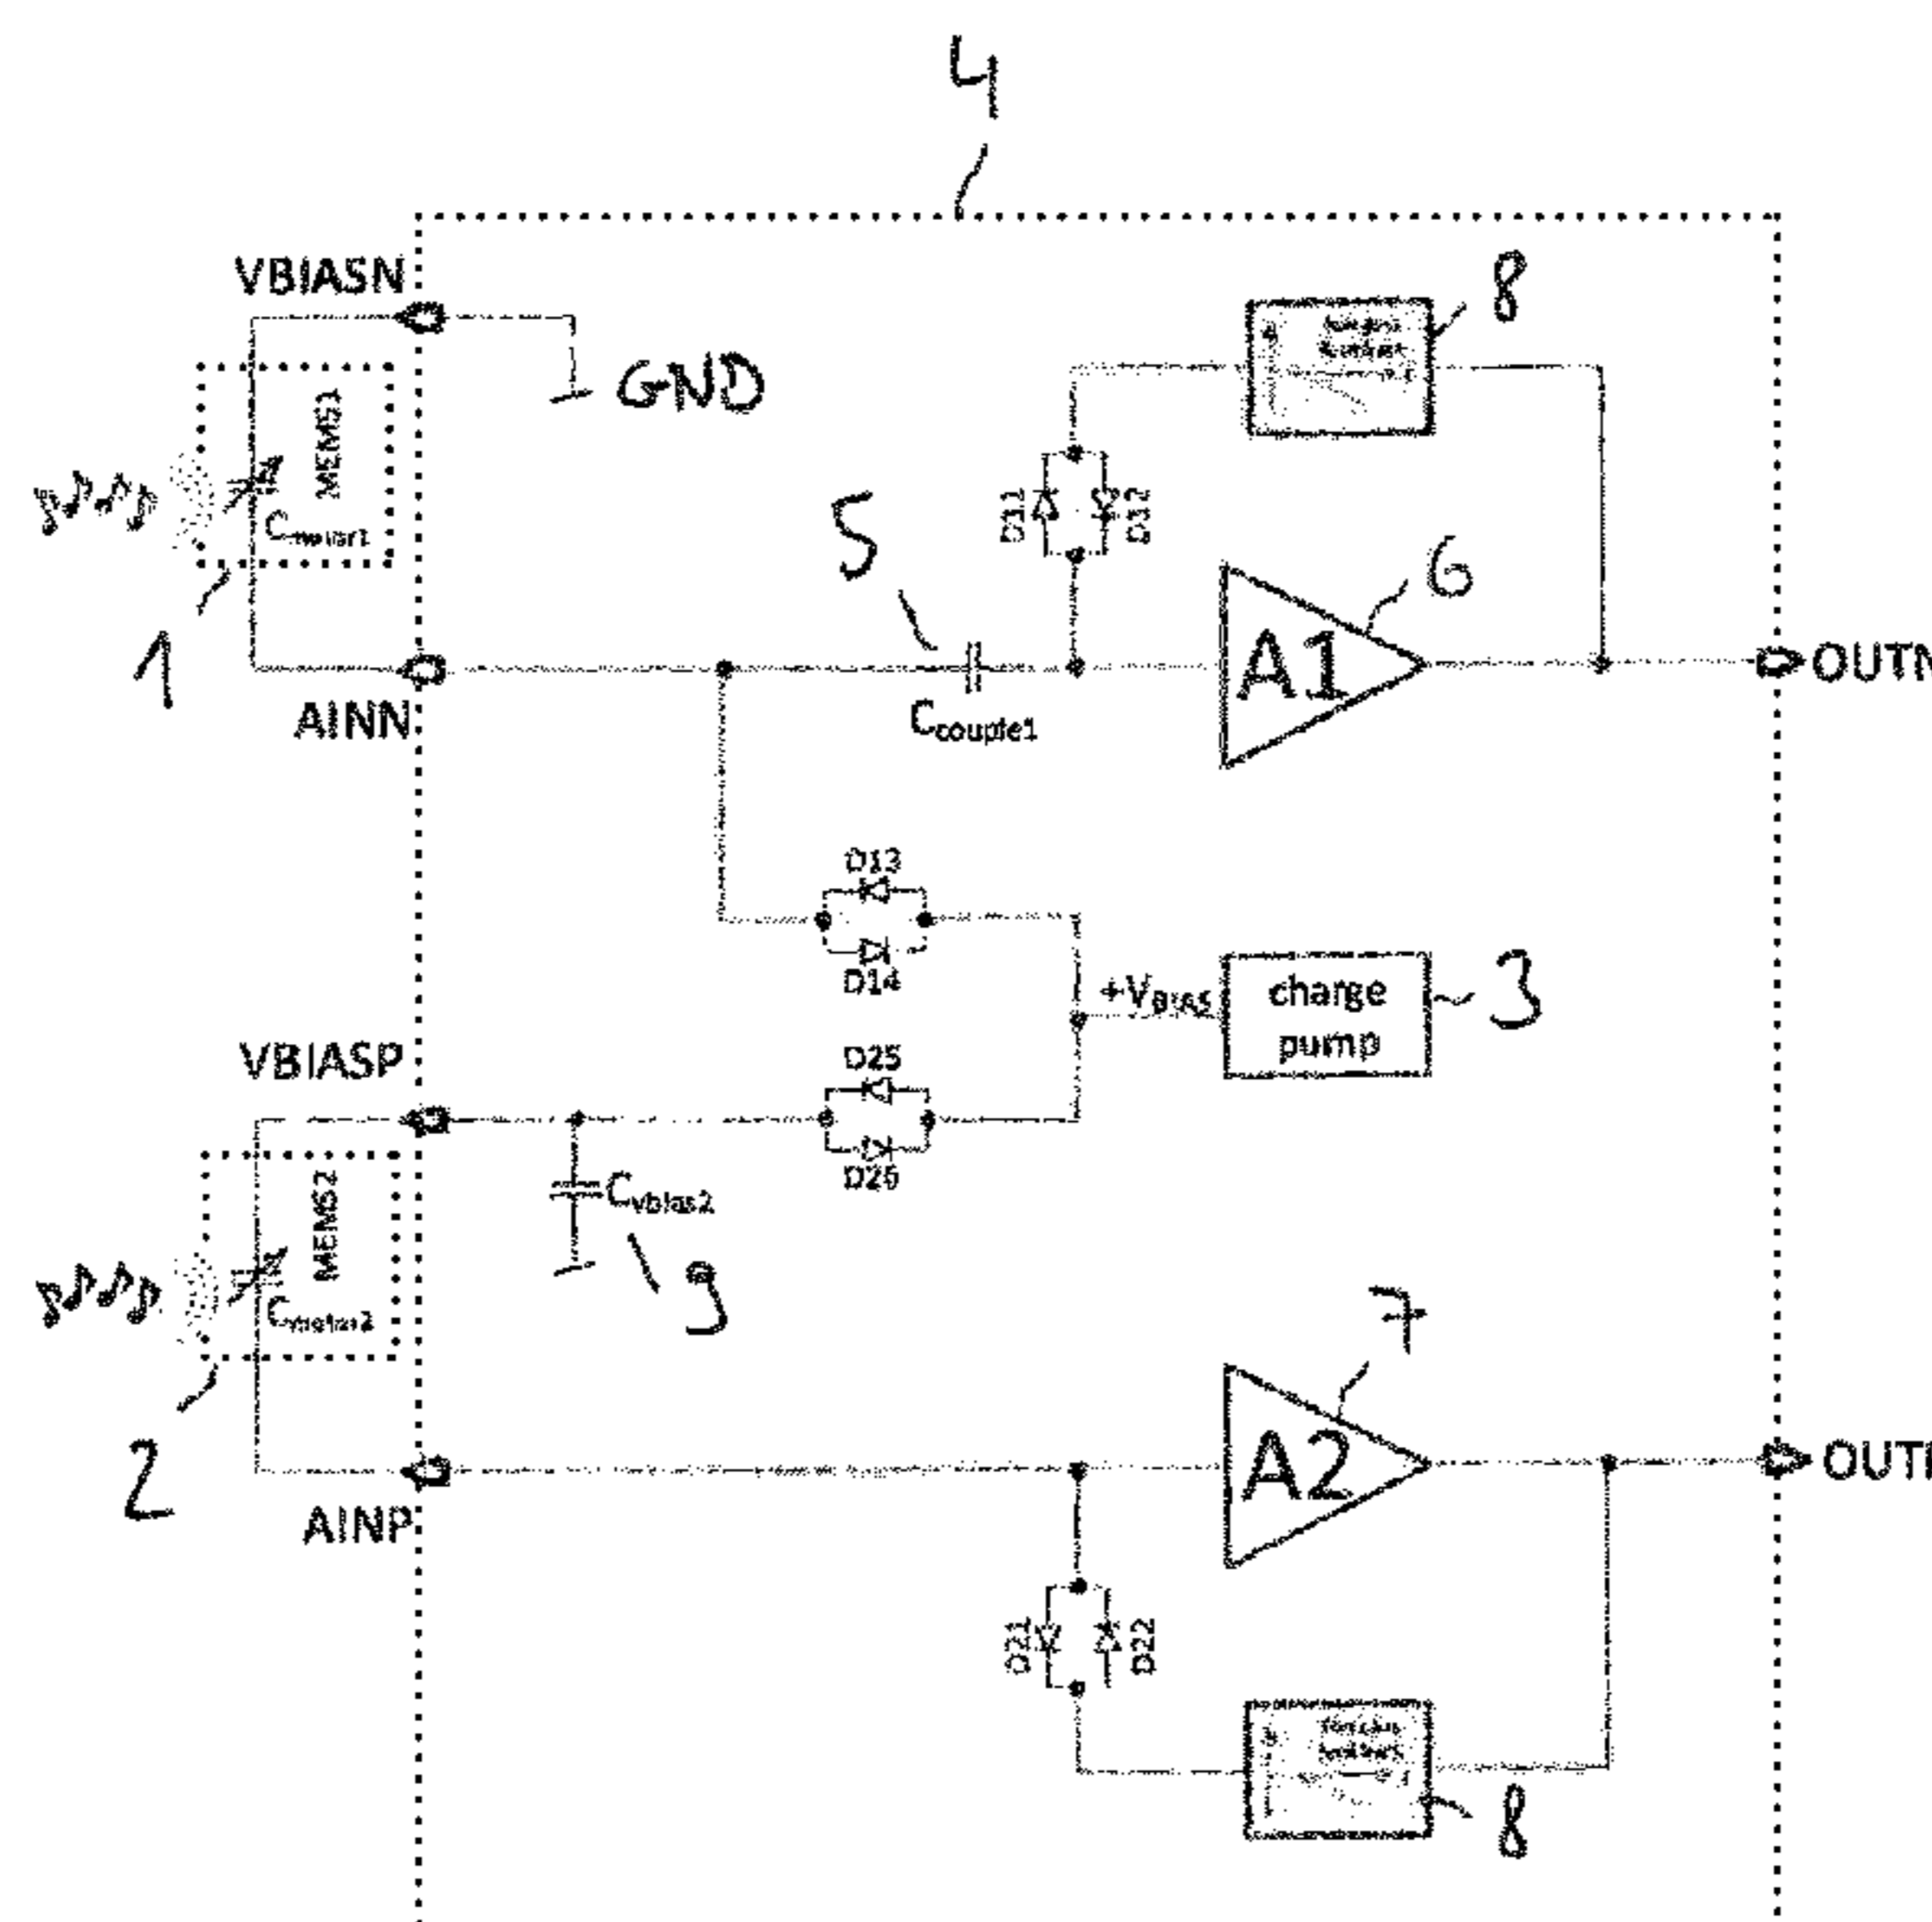 4
VBIASN
8
GND
MEMS1
5
D11
D12
6
1
A1
OUTN
AINN
Ccouple1
D13
D14
+VBIAS
charge
pump
3
VBIASP
D25
D26
MEMS2
Cvbias2
9
7
2
A2
AINP
D21
D22
8